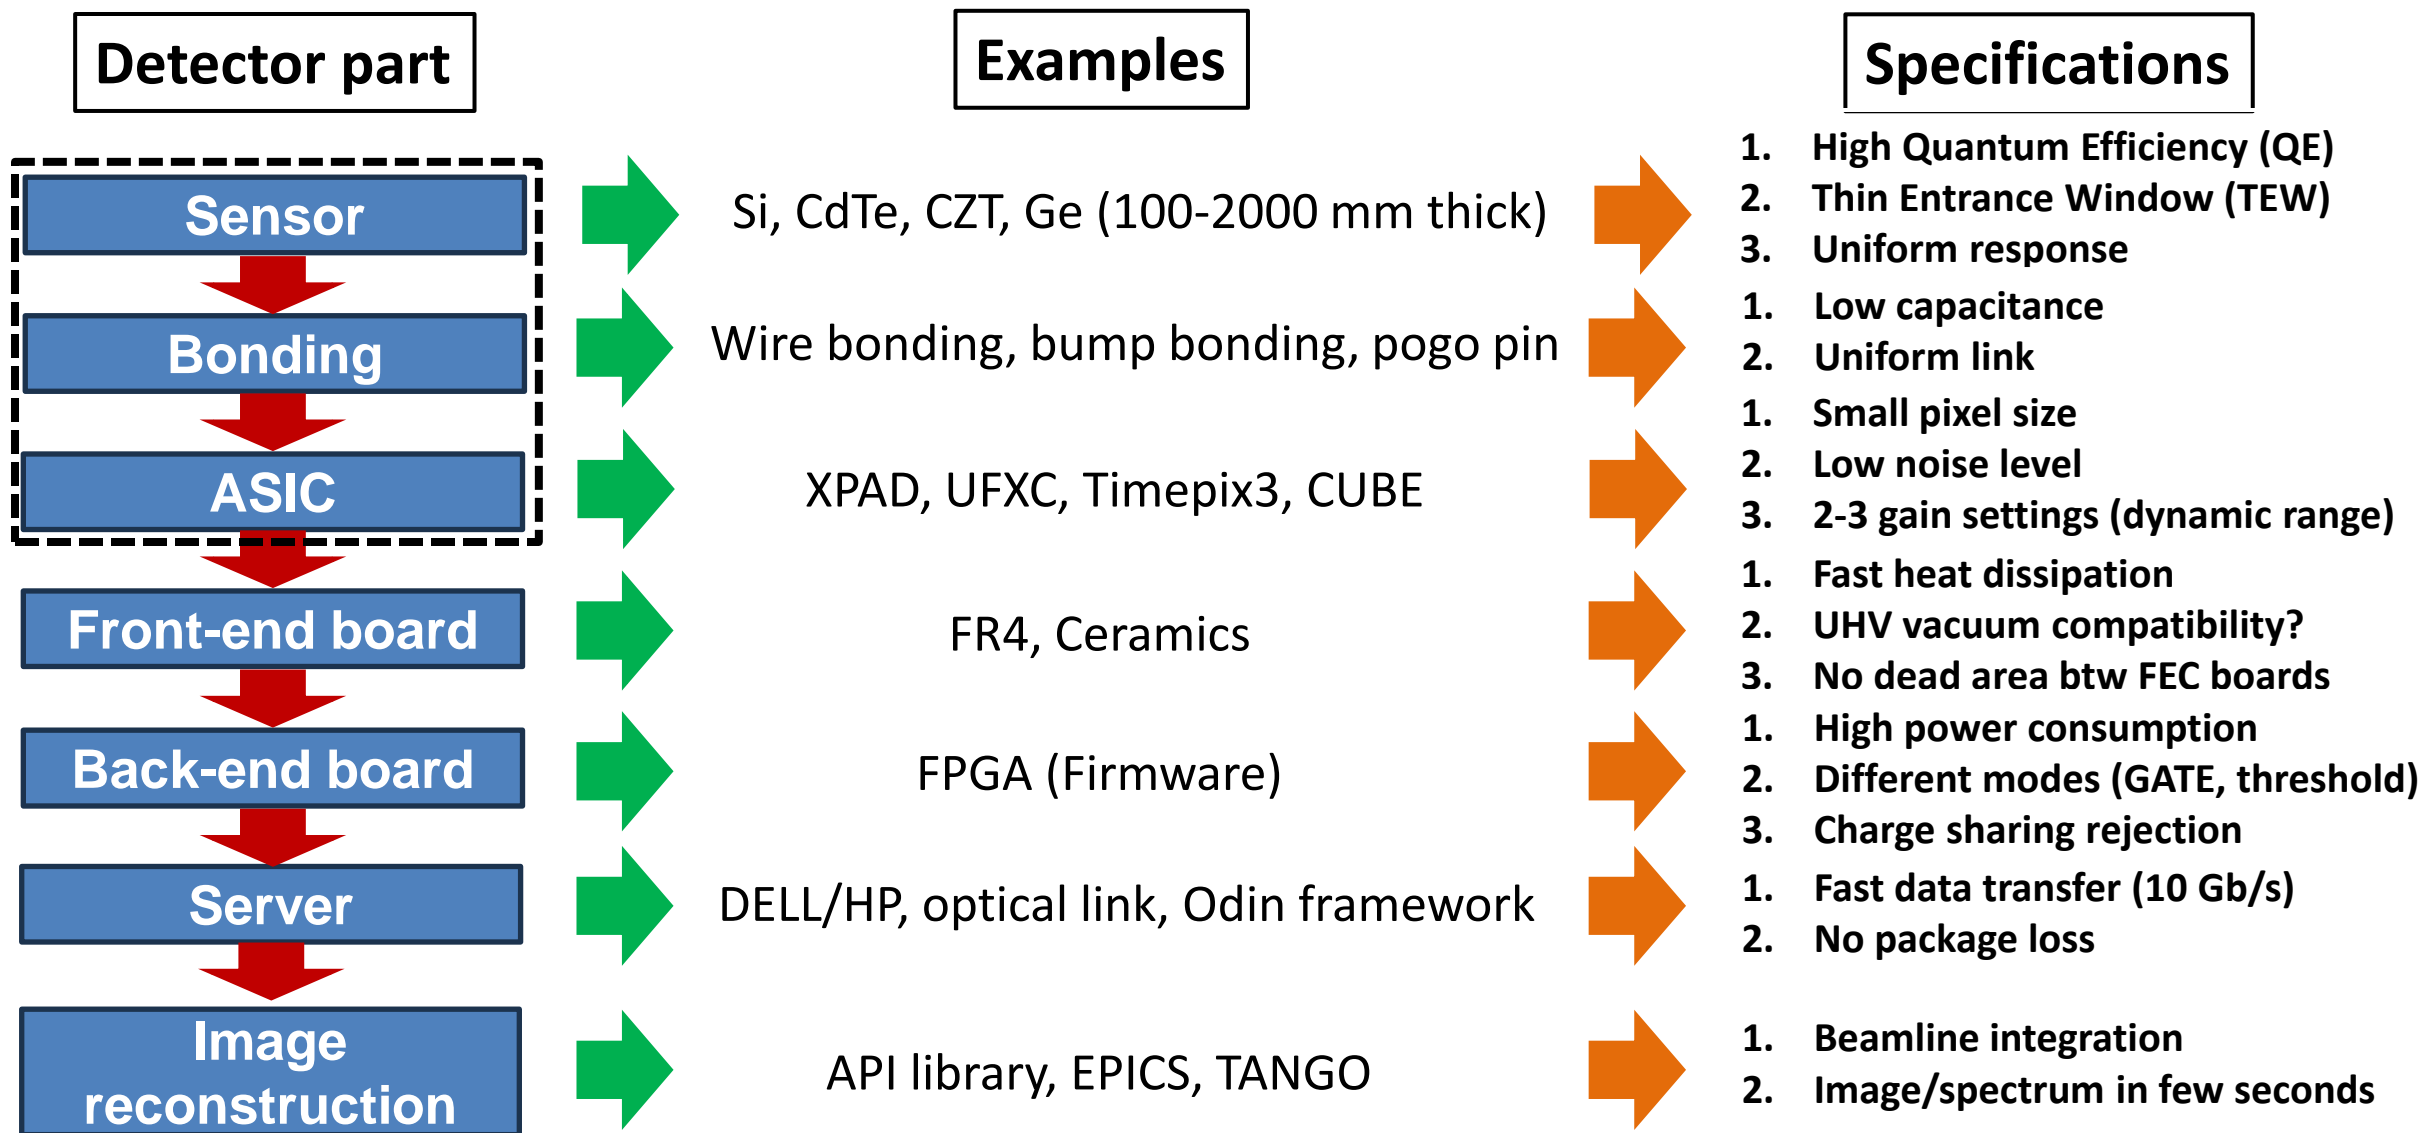 Detector part
Examples
Specifications
Sensor
Si, CdTe, CZT, Ge (100-2000 mm thick)
1. High Quantum Efficiency (QE)
2. Thin Entrance Window (TEW)
3. Uniform response
Bonding
Wire bonding, bump bonding, pogo pin
1. Low capacitance
2. Uniform link
ASIC
XPAD, UFXC, Timepix3, CUBE
1. Small pixel size
2. Low noise level
3. 2-3 gain settings (dynamic range)
Front-end board
FR4, Ceramics
1. Fast heat dissipation
2. UHV vacuum compatibility?
3. No dead area btw FEC boards
Back-end board
FPGA (Firmware)
1. High power consumption
2. Different modes (GATE, threshold)
3. Charge sharing rejection
Server
DELL/HP, optical link, Odin framework
1. Fast data transfer (10 Gb/s)
2. No package loss
Image
reconstruction
API library, EPICS, TANGO
1. Beamline integration
2. Image/spectrum in few seconds